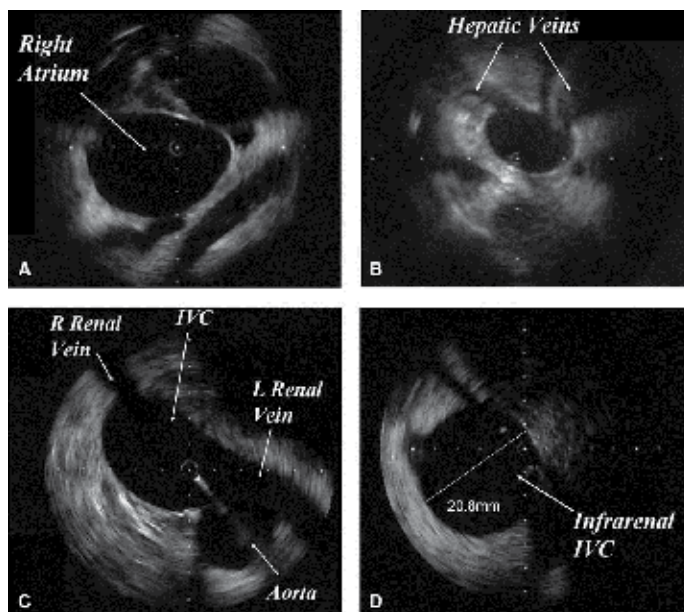 Right
Atrium
A
Hepatic Veins
B
R Renal
Vein
IVC
L Renal
Vein
Aorta
C
20.8mm
Infrarenal
IVC
D